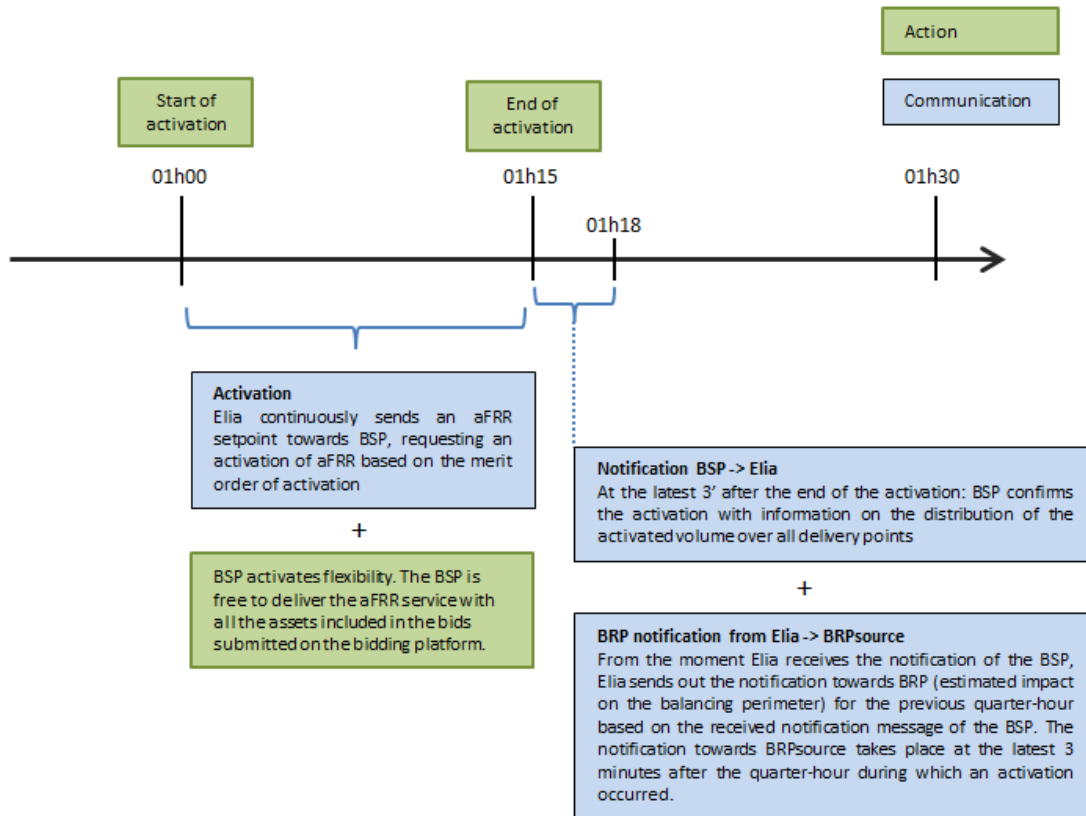 Action
Communication
Start of
activation
End of
activation
01h00
01h15
01h18
01h30
Activation
Elia continuously sends an aFRR
setpoint towards BSP, requesting an
activation of aFRR based on the merit
order of activation
+
BSP activates flexibility. The BSP is
free to deliver the aFRR service with
all the assets included in the bids
submitted on the bidding platform.
Notification BSP -> Elia
At the latest 3' after the end of the activation: BSP confirms
the activation with information on the distribution of the
activated volume over all delivery points
+
BRP notification from Elia -> BRPsource
From the moment Elia receives the notification of the BSP,
Elia sends out the notification towards BRP (estimated impact
on the balancing perimeter) for the previous quarter-hour
based on the received notification message of the BSP. The
notification towards BRPsource takes place at the latest 3
minutes after the quarter-hour during which an activation
occurred.